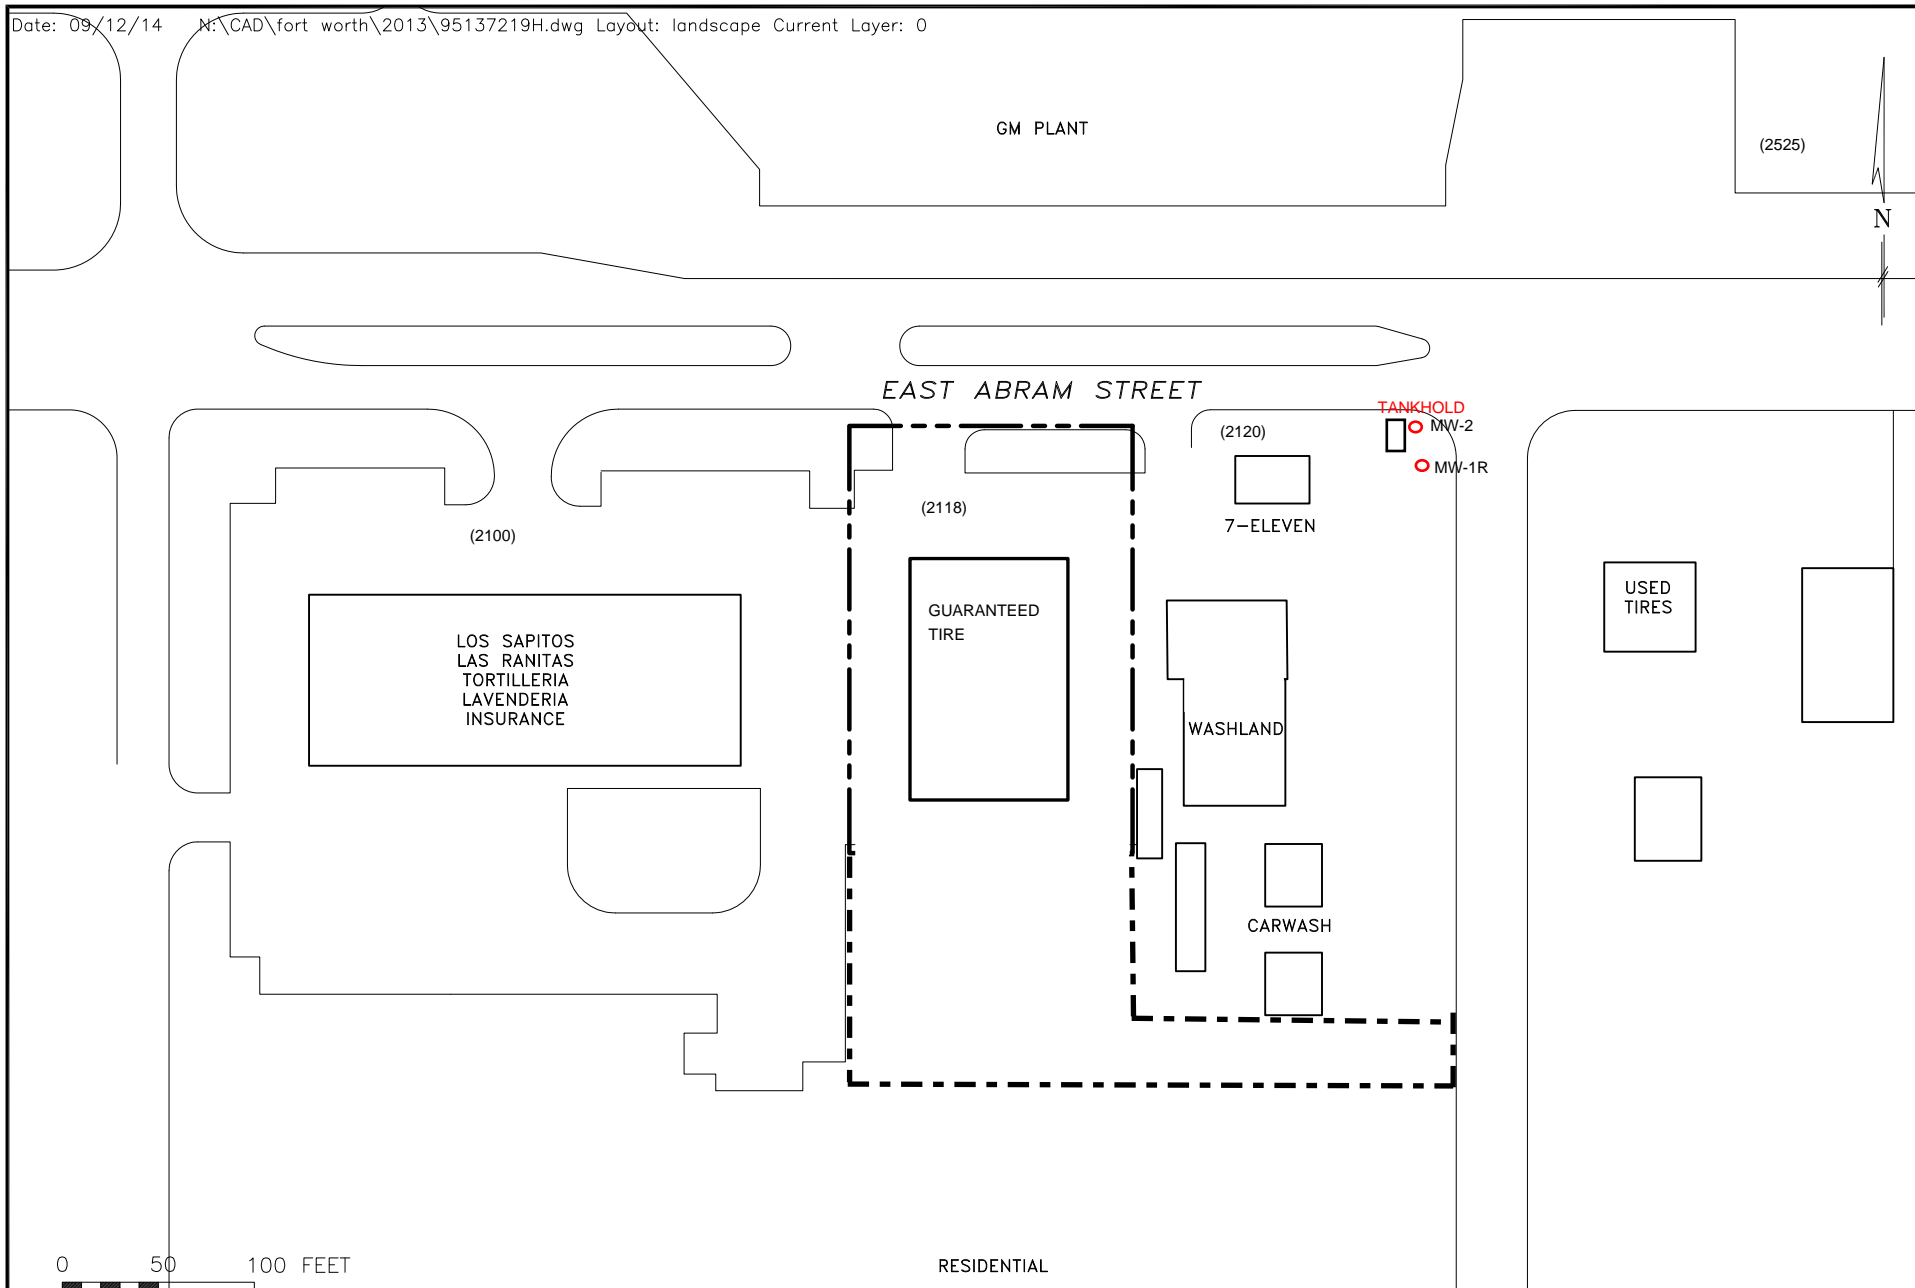 Date: 09/12/14 N:\CAD\fort worth\2013\95137219H.dwg Layout: landscape Current Layer: 0
GM PLANT
(2525)
N
EAST ABRAM STREET
TANKHOLD
MW-2
(2120)
MW-1R
(2118)
7-ELEVEN
(2100)
USED
TIRES
GUARANTEED
TIRE
LOS SAPITOS
LAS RANITAS
TORTILLERIA
LAVENDERIA
INSURANCE
WASHLAND
CARWASH
0 50 100 FEET
RESIDENTIAL